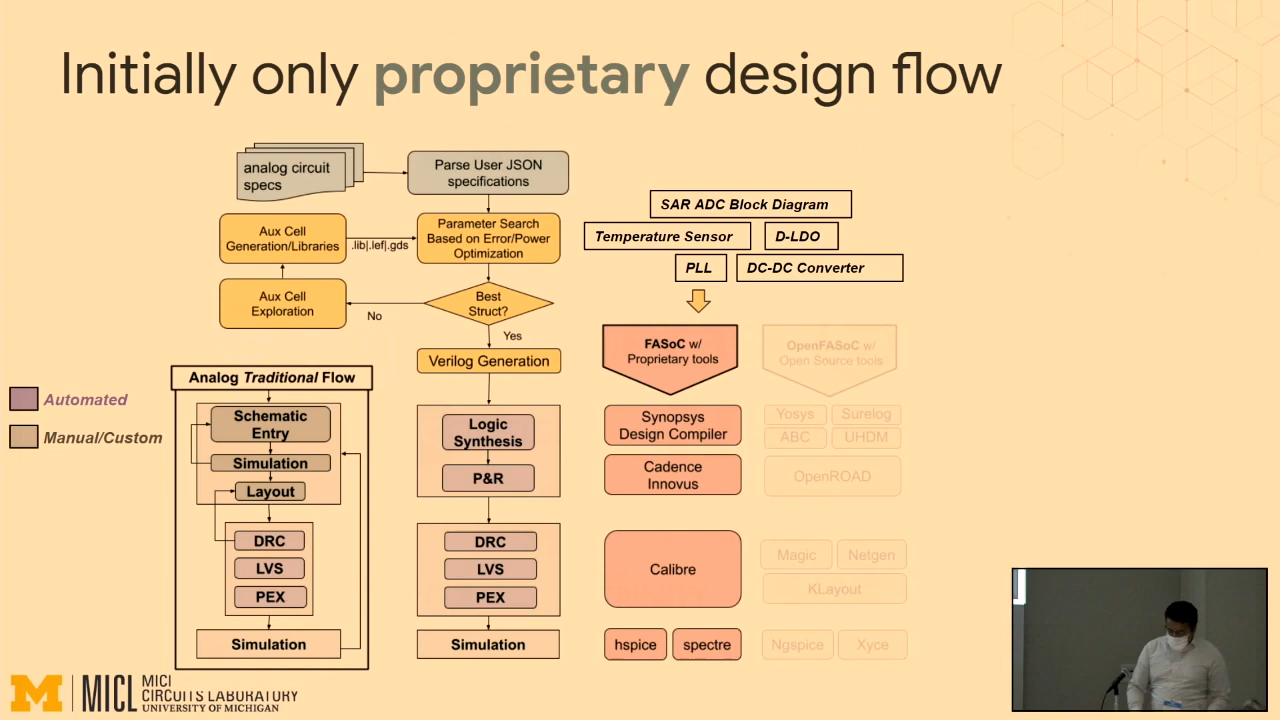 Initially only proprietary design flow
analog circuit
specs
Parse User JSON
specifications
Aux Cell
Generation/Libraries
.lib|.lef|.gds
Parameter Search
Based on Error/Power
Optimization
Aux Cell
Exploration
No
Best
Struct?
Yes
Verilog Generation
SAR ADC Block Diagram
Temperature Sensor
D-LDO
PLL
DC-DC Converter
Automated
Manual/Custom
Analog Traditional Flow
Schematic
Entry
Simulation
Layout
DRC
LVS
PEX
Simulation
Logic
Synthesis
P&R
DRC
LVS
PEX
Simulation
FASoC w/
Proprietary tools
Synopsys
Design Compiler
Cadence
Innovus
Calibre
hspice
spectre
OpenFASoC w/
Open Source tools
Yosys
Surelog
ABC
UHDM
OpenROAD
Magic
Netgen
KLayout
Ngspice
Xyce
M
MICL
MICI
CIRCUITS LABORATORY
UNIVERSITY OF MICHIGAN